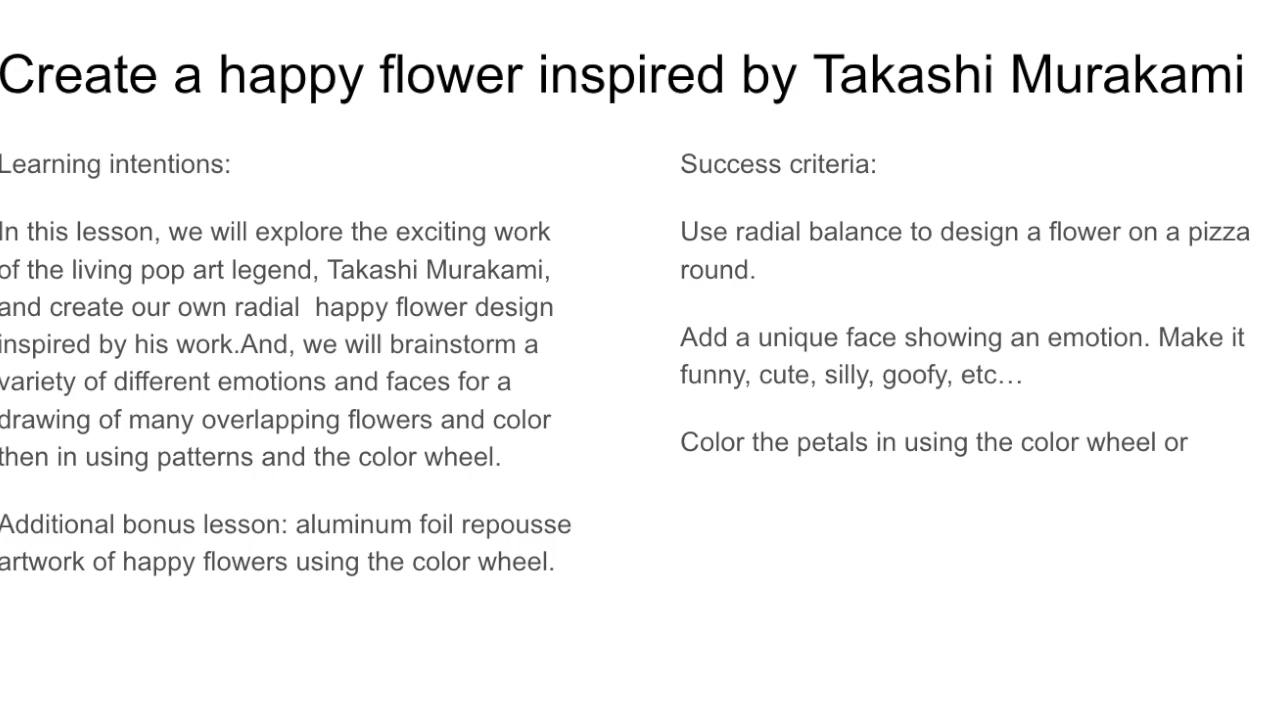 Create a happy flower inspired by Takashi Murakami
Learning intentions:
In this lesson, we will explore the exciting work
of the living pop art legend, Takashi Murakami,
and create our own radial  happy flower design
inspired by his work.And, we will brainstorm a
variety of different emotions and faces for a
drawing of many overlapping flowers and color
then in using patterns and the color wheel.
Additional bonus lesson: aluminum foil repousse
artwork of happy flowers using the color wheel.
Success criteria:
Use radial balance to design a flower on a pizza
round.
Add a unique face showing an emotion. Make it
funny, cute, silly, goofy, etc…
Color the petals in using the color wheel or